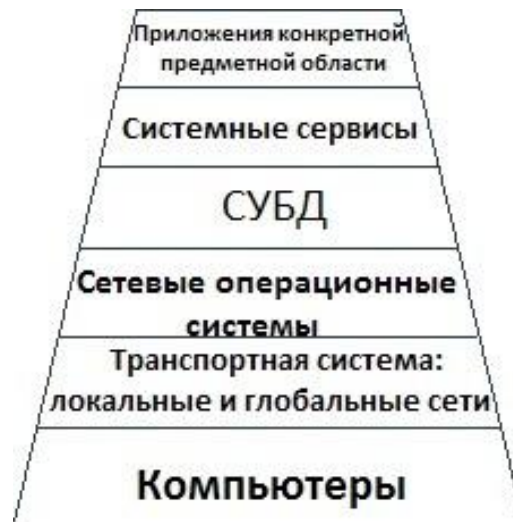 Приложения конкретной
предметной области
Системные сервисы
СУБД
Сетевые операционные
системы
Транспортная система:
локальные и глобальные сети
Компьютеры